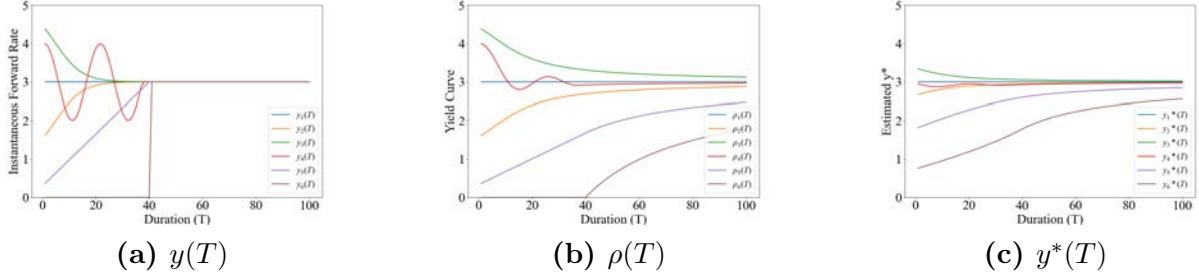 5
4
3
2
1
0
Instantaneous Forward Rate
y₁(T)
y₂(T)
y₃(T)
y₄(T)
y₅(T)
y₆(T)
0 20 40 60 80 100
Duration (T)
(a) y(T)
5
4
3
2
1
0
Yield Curve
ρ₁(T)
ρ₂(T)
ρ₃(T)
ρ₄(T)
ρ₅(T)
ρ₆(T)
0 20 40 60 80 100
Duration (T)
(b) ρ(T)
5
4
3
2
1
0
Estimated y*
y₁*(T)
y₂*(T)
y₃*(T)
y₄*(T)
y₅*(T)
y₆*(T)
0 20 40 60 80 100
Duration (T)
(c) y*(T)